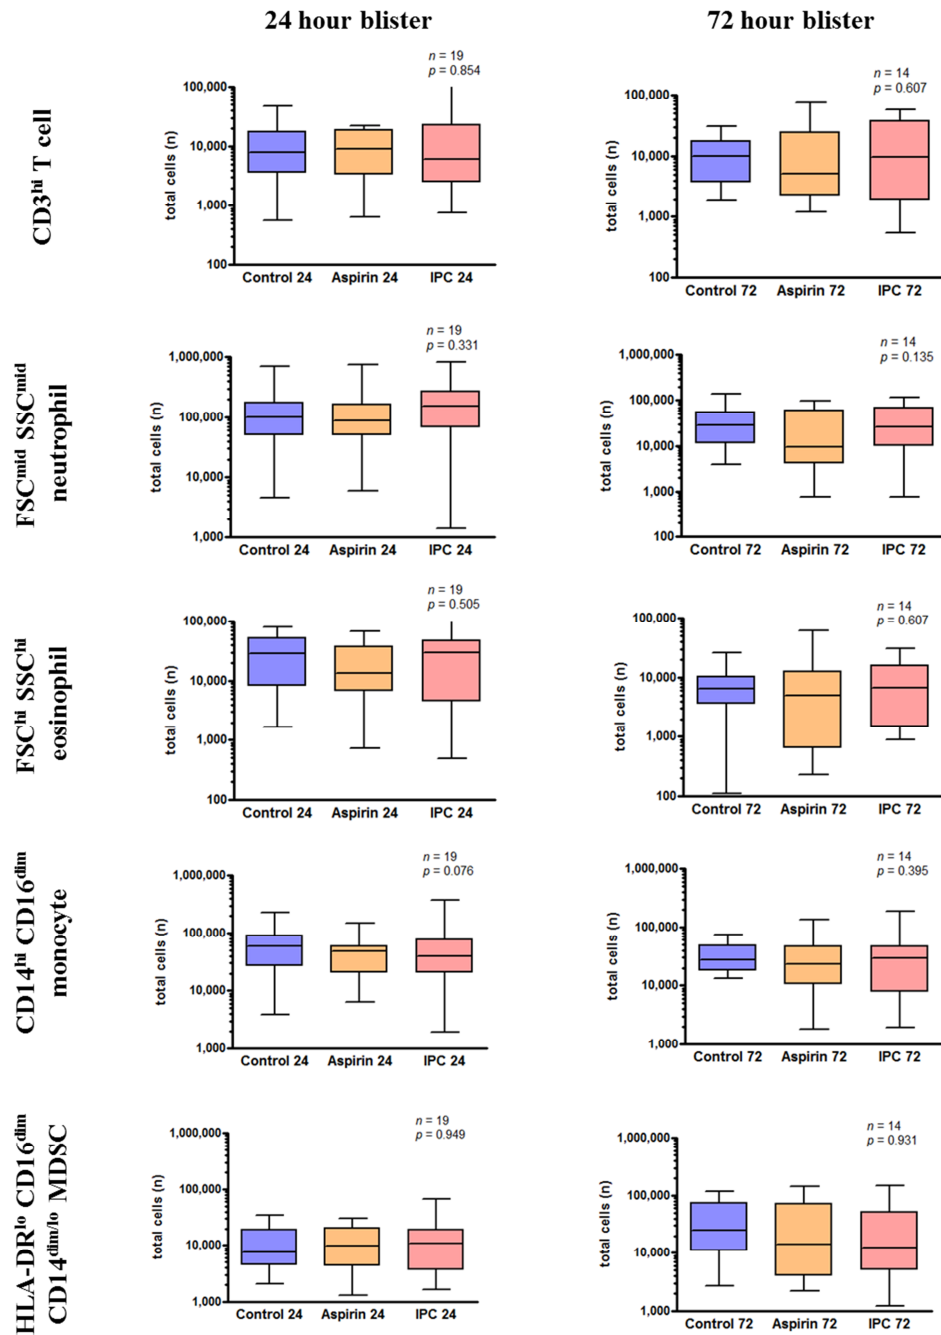 24 hour blister
72 hour blister
CD3hi T cell
n = 19
p = 0.854
total cells (n)
100,000
10,000
1,000
100
Control 24 Aspirin 24 IPC 24
n = 14
p = 0.607
total cells (n)
100,000
10,000
1,000
100
Control 72 Aspirin 72 IPC 72
FSCmid SSCmid
neutrophil
n = 19
p = 0.331
total cells (n)
1,000,000
100,000
10,000
1,000
Control 24 Aspirin 24 IPC 24
n = 14
p = 0.135
total cells (n)
1,000,000
100,000
10,000
1,000
100
Control 72 Aspirin 72 IPC 72
FSChi SSChi
eosinophil
n = 19
p = 0.505
total cells (n)
100,000
10,000
1,000
100
Control 24 Aspirin 24 IPC 24
n = 14
p = 0.607
total cells (n)
100,000
10,000
1,000
100
Control 72 Aspirin 72 IPC 72
CD14hi CD16dim
monocyte
n = 19
p = 0.076
total cells (n)
1,000,000
100,000
10,000
1,000
Control 24 Aspirin 24 IPC 24
n = 14
p = 0.395
total cells (n)
1,000,000
100,000
10,000
1,000
Control 72 Aspirin 72 IPC 72
HLA-DRlo CD16dim
CD14dim/lo MDSC
n = 19
p = 0.949
total cells (n)
1,000,000
100,000
10,000
1,000
Control 24 Aspirin 24 IPC 24
n = 14
p = 0.931
total cells (n)
1,000,000
100,000
10,000
1,000
Control 72 Aspirin 72 IPC 72